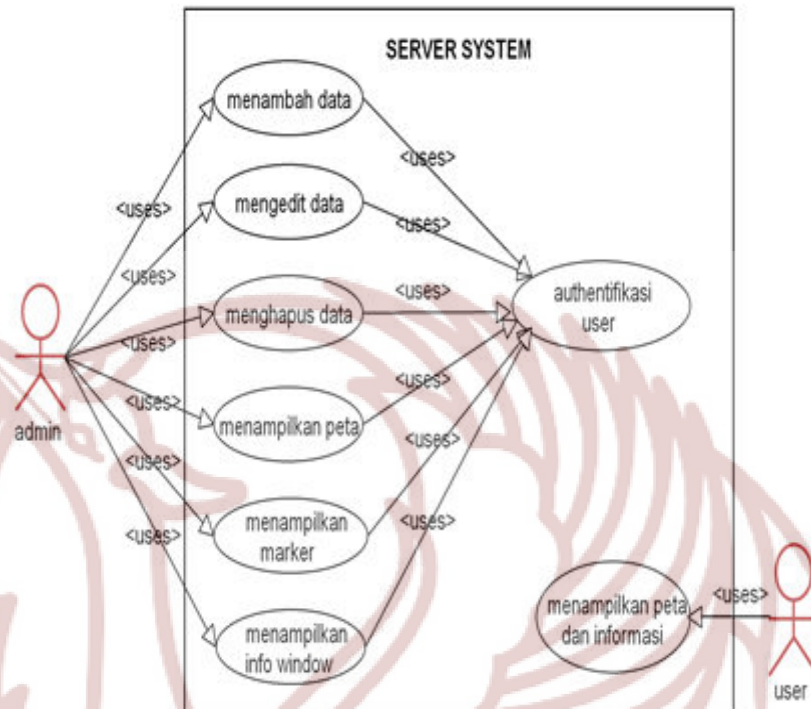 SERVER SYSTEM
menambah data
<uses>
<uses>
mengedit data
<uses>
<uses>
menghapus data
<uses>
<uses>
authentifikasi
user
admin
menampilkan peta
<uses>
<uses>
menampilkan
marker
<uses>
<uses>
menampilkan
info window
<uses>
<uses>
menampilkan peta
dan informasi
<uses>
user